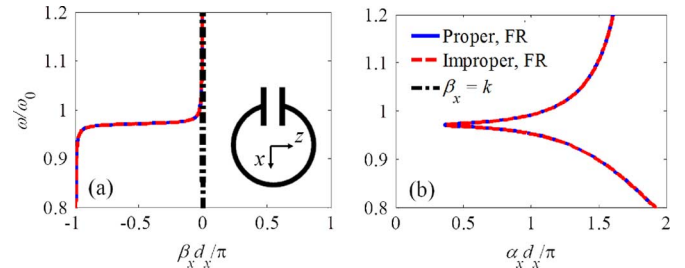 1.2
1.1
1
0.9
0.8
ω/ω0
(a)
x
z
-1 -0.5 0 0.5 1
βxdx/π
1.2
1.1
1
0.9
0.8
Proper, FR
Improper, FR
βx = k
(b)
0 0.5 1 1.5 2
αxdx/π